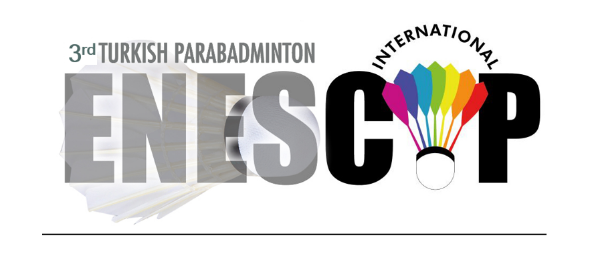 3rd TURKISH PARABADMINTON
INTERNATIONAL
ENESCUP